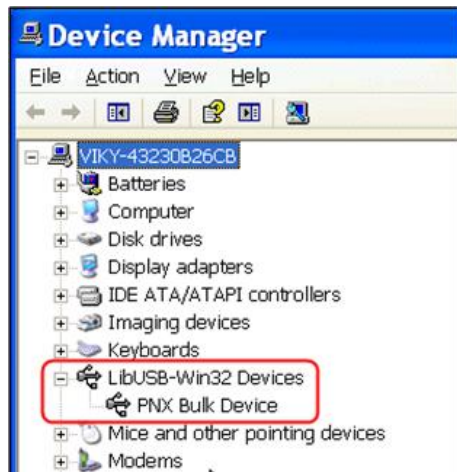 Device Manager
File Action View Help
VIKY-43230B26CB
Batteries
Computer
Disk drives
Display adapters
IDE ATA/ATAPI controllers
Imaging devices
Keyboards
LibUSB-Win32 Devices
PNX Bulk Device
Mice and other pointing devices
Modems